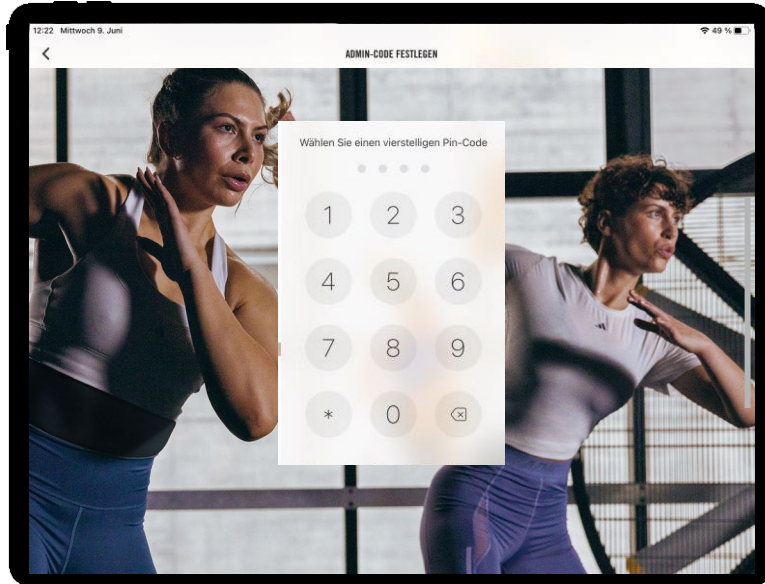 12:22 Mittwoch 9. Juni 49 %
ADMIN-CODE FESTLEGEN
Wählen Sie einen vierstelligen Pin-Code
1 2 3
4 5 6
7 8 9
* 0